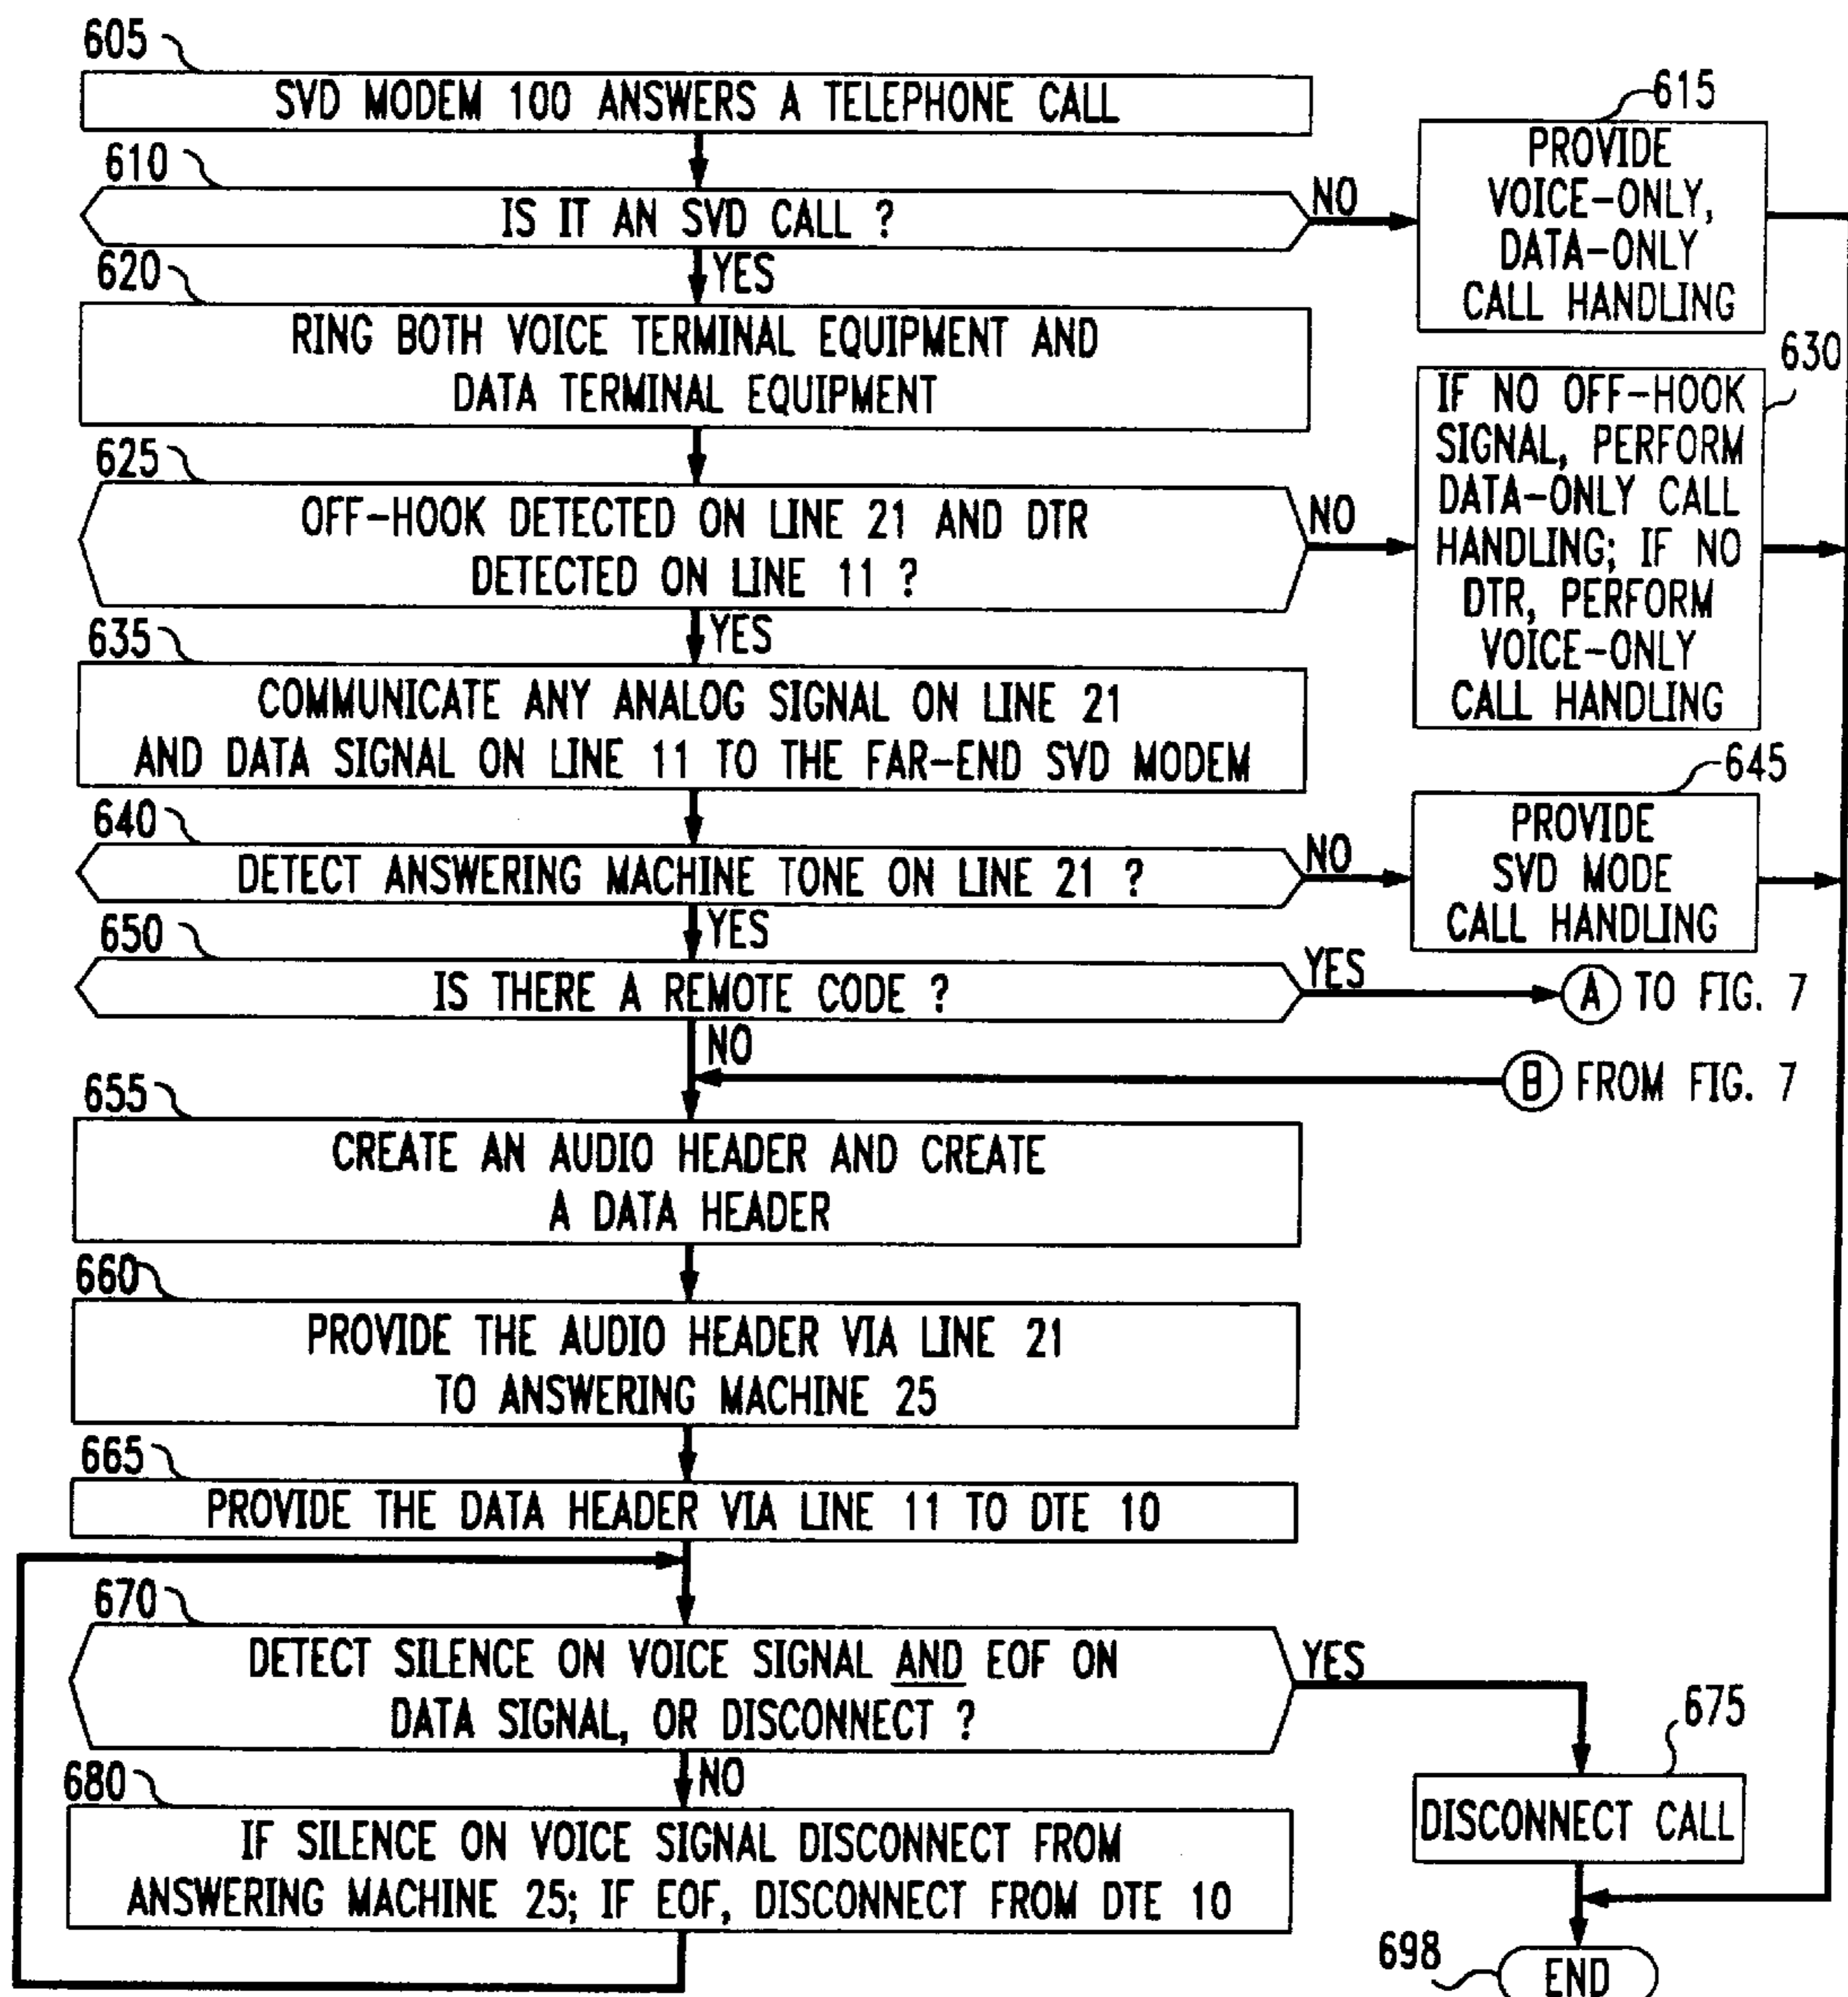 605
SVD MODEM 100 ANSWERS A TELEPHONE CALL
615
PROVIDE
VOICE-ONLY,
DATA-ONLY
CALL HANDLING
610
IS IT AN SVD CALL ?
NO
YES
620
RING BOTH VOICE TERMINAL EQUIPMENT AND
DATA TERMINAL EQUIPMENT
630
IF NO OFF-HOOK
SIGNAL, PERFORM
DATA-ONLY CALL
HANDLING; IF NO
DTR, PERFORM
VOICE-ONLY
CALL HANDLING
625
OFF-HOOK DETECTED ON LINE 21 AND DTR
DETECTED ON LINE 11 ?
NO
YES
635
COMMUNICATE ANY ANALOG SIGNAL ON LINE 21
AND DATA SIGNAL ON LINE 11 TO THE FAR-END SVD MODEM
645
PROVIDE
SVD MODE
CALL HANDLING
640
DETECT ANSWERING MACHINE TONE ON LINE 21 ?
NO
YES
650
IS THERE A REMOTE CODE ?
YES
A TO FIG. 7
NO
B FROM FIG. 7
655
CREATE AN AUDIO HEADER AND CREATE
A DATA HEADER
660
PROVIDE THE AUDIO HEADER VIA LINE 21
TO ANSWERING MACHINE 25
665
PROVIDE THE DATA HEADER VIA LINE 11 TO DTE 10
670
DETECT SILENCE ON VOICE SIGNAL AND EOF ON
DATA SIGNAL, OR DISCONNECT ?
YES
675
DISCONNECT CALL
NO
680
IF SILENCE ON VOICE SIGNAL DISCONNECT FROM
ANSWERING MACHINE 25; IF EOF, DISCONNECT FROM DTE 10
698
END